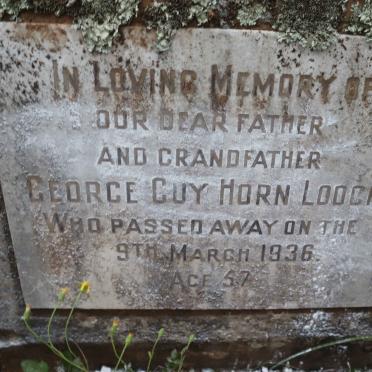 IN LOVING MEMORY OF
OUR DEAR FATHER
AND GRANDFATHER
GEORGE GUY HORN LOOCK
WHO PASSED AWAY ON THE
9TH MARCH 1936.
AGE 67